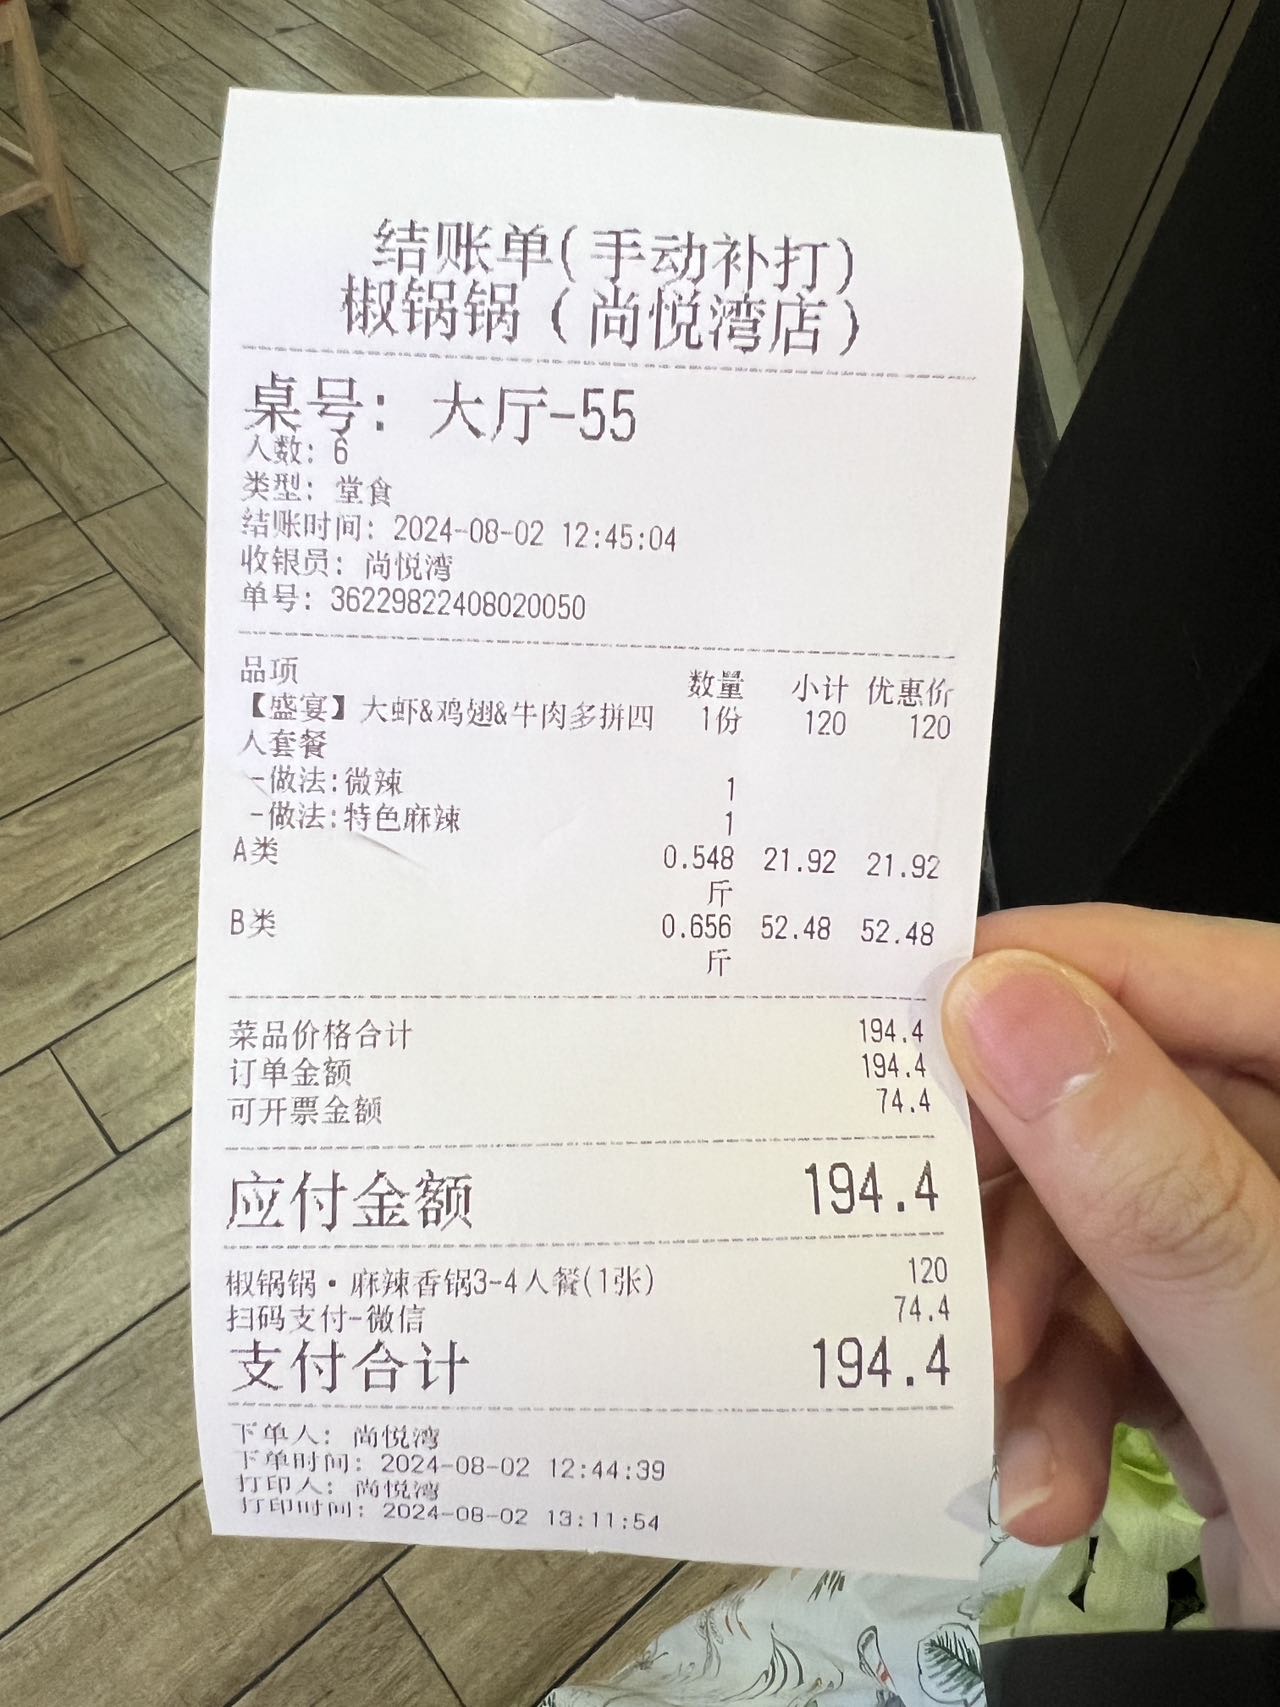 结账单(手动补打)
椒锅锅（尚悦湾店）
桌号: 大厅-55
人数: 6
类型: 堂食
结账时间: 2024-08-02 12:45:04
收银员: 尚悦湾
单号: 36229822408020050
品项 数量 小计 优惠价
【盛宴】大虾&鸡翅&牛肉多拼四 1份 120 120
人套餐
-做法:微辣 1
-做法:特色麻辣 1
A类 0.548 21.92 21.92
斤
B类 0.656 52.48 52.48
斤
菜品价格合计 194.4
订单金额 194.4
可开票金额 74.4
应付金额 194.4
椒锅锅·麻辣香锅3-4人餐(1张) 120
扫码支付-微信 74.4
支付合计 194.4
下单人: 尚悦湾
下单时间: 2024-08-02 12:44:39
打印人: 尚悦湾
打印时间: 2024-08-02 13:11:54